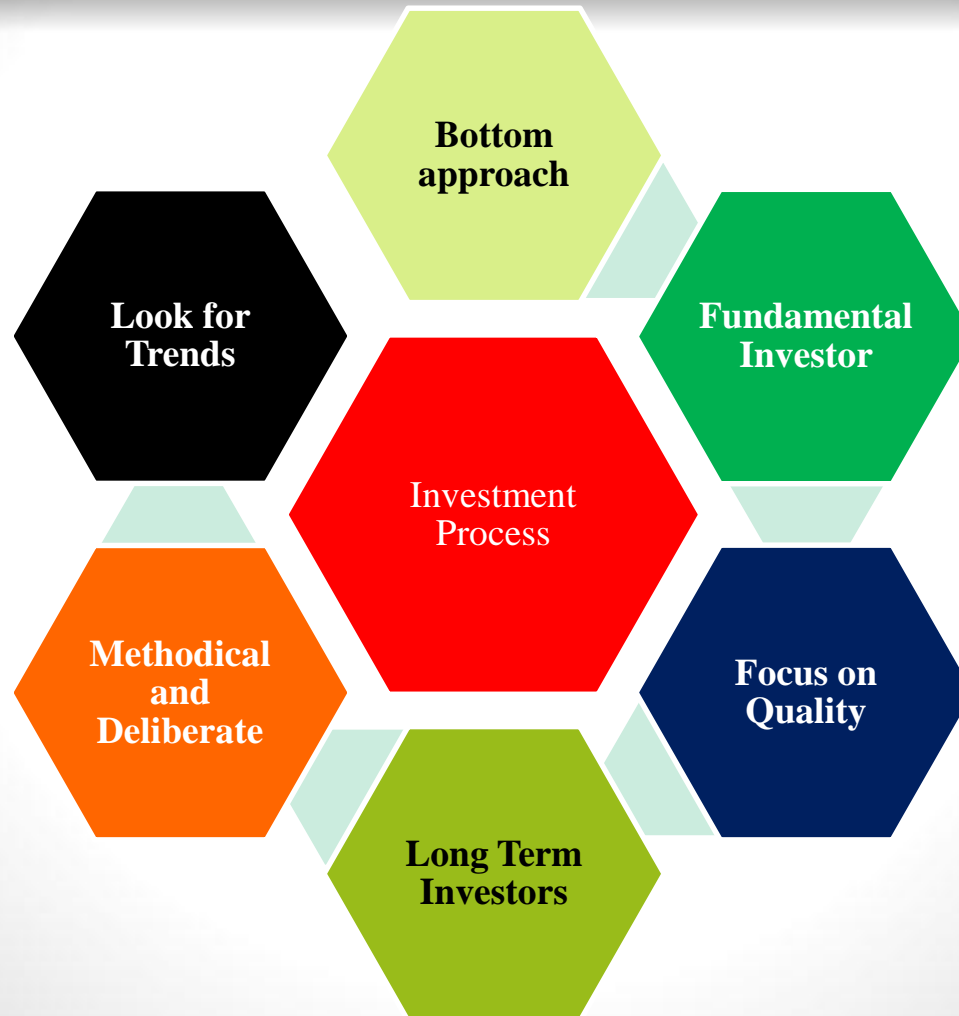 Bottom
approach
Look for
Trends
Fundamental
Investor
Investment
Process
Methodical
and
Deliberate
Focus on
Quality
Long Term
Investors